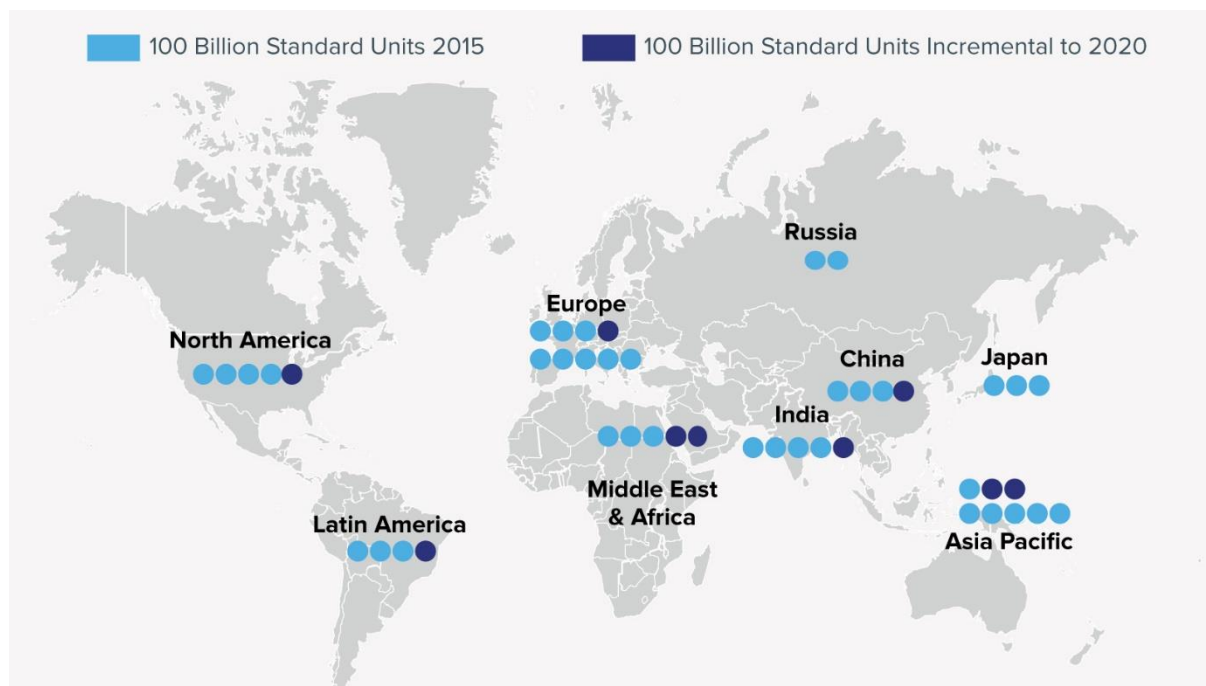 100 Billion Standard Units 2015
100 Billion Standard Units Incremental to 2020
Russia
Europe
North America
China
Japan
India
Middle East
& Africa
Latin America
Asia Pacific